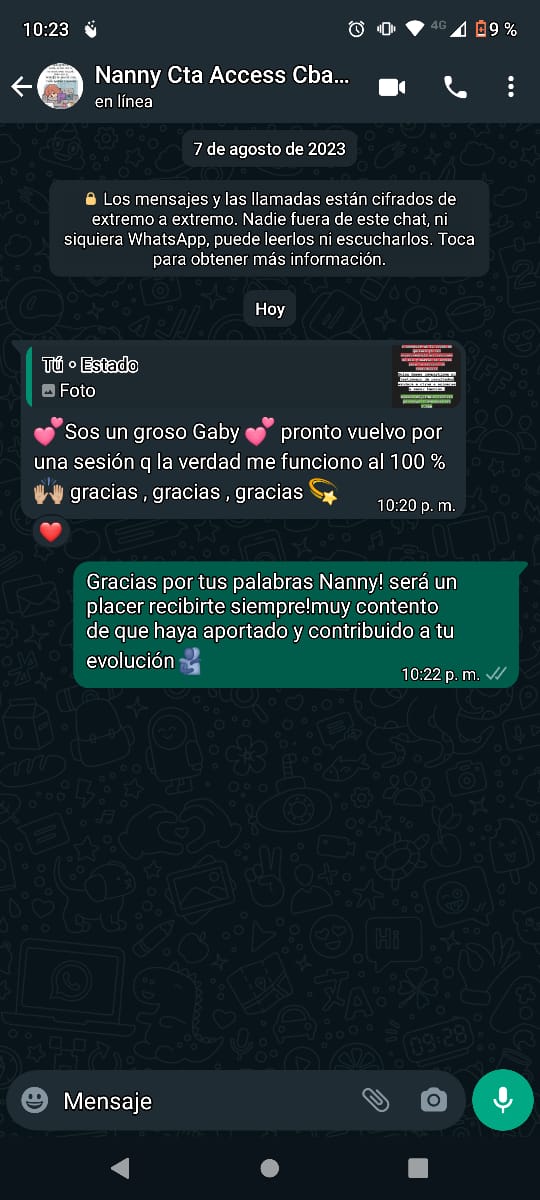 10:23
4G
9 %
Nanny Cta Access Cba...
en línea
7 de agosto de 2023
Los mensajes y las llamadas están cifrados de
extremo a extremo. Nadie fuera de este chat, ni
siquiera WhatsApp, puede leerlos ni escucharlos. Toca
para obtener más información.
Hoy
Tú • Estado
Foto
💕Sos un groso Gaby 💕 pronto vuelvo por
una sesión q la verdad me funciono al 100 %
🙌🏼 gracias , gracias , gracias 💫
10:20 p. m.
❤️
Gracias por tus palabras Nanny! será un
placer recibirte siempre!muy contento
de que haya aportado y contribuido a tu
evolución🫂
10:22 p. m.
Mensaje